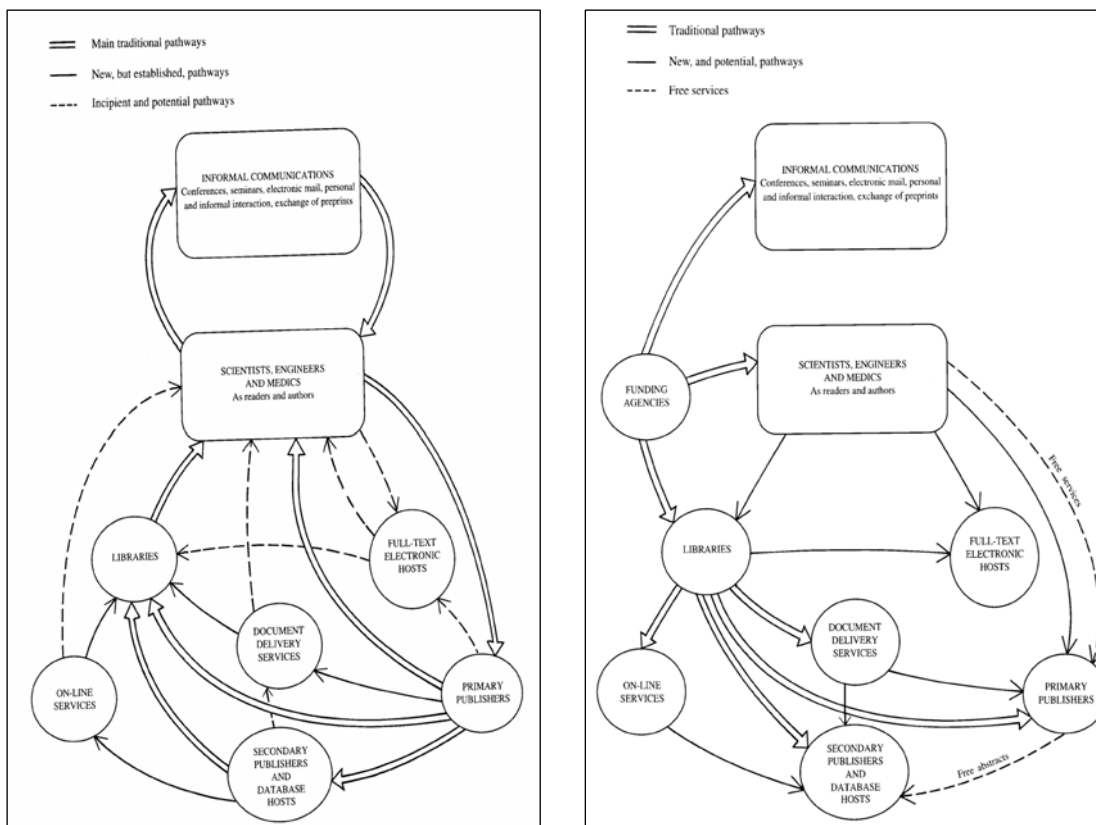 Main traditional pathways
New, but established, pathways
Incipient and potential pathways
INFORMAL COMMUNICATIONS
Conferences, seminars, electronic mail, personal
and informal interaction, exchange of preprints
SCIENTISTS, ENGINEERS
AND MEDICS
As readers and authors
LIBRARIES
FULL-TEXT
ELECTRONIC
HOSTS
DOCUMENT
DELIVERY
SERVICES
ON-LINE
SERVICES
PRIMARY
PUBLISHERS
SECONDARY
PUBLISHERS
AND
DATABASE
HOSTS
Traditional pathways
New, and potential, pathways
Free services
INFORMAL COMMUNICATIONS
Conferences, seminars, electronic mail, personal
and informal interaction, exchange of preprints
SCIENTISTS, ENGINEERS
AND MEDICS
As readers and authors
FUNDING
AGENCIES
Free services
LIBRARIES
FULL-TEXT
ELECTRONIC
HOSTS
DOCUMENT
DELIVERY
SERVICES
ON-LINE
SERVICES
PRIMARY
PUBLISHERS
SECONDARY
PUBLISHERS
AND
DATABASE
HOSTS
Free abstracts